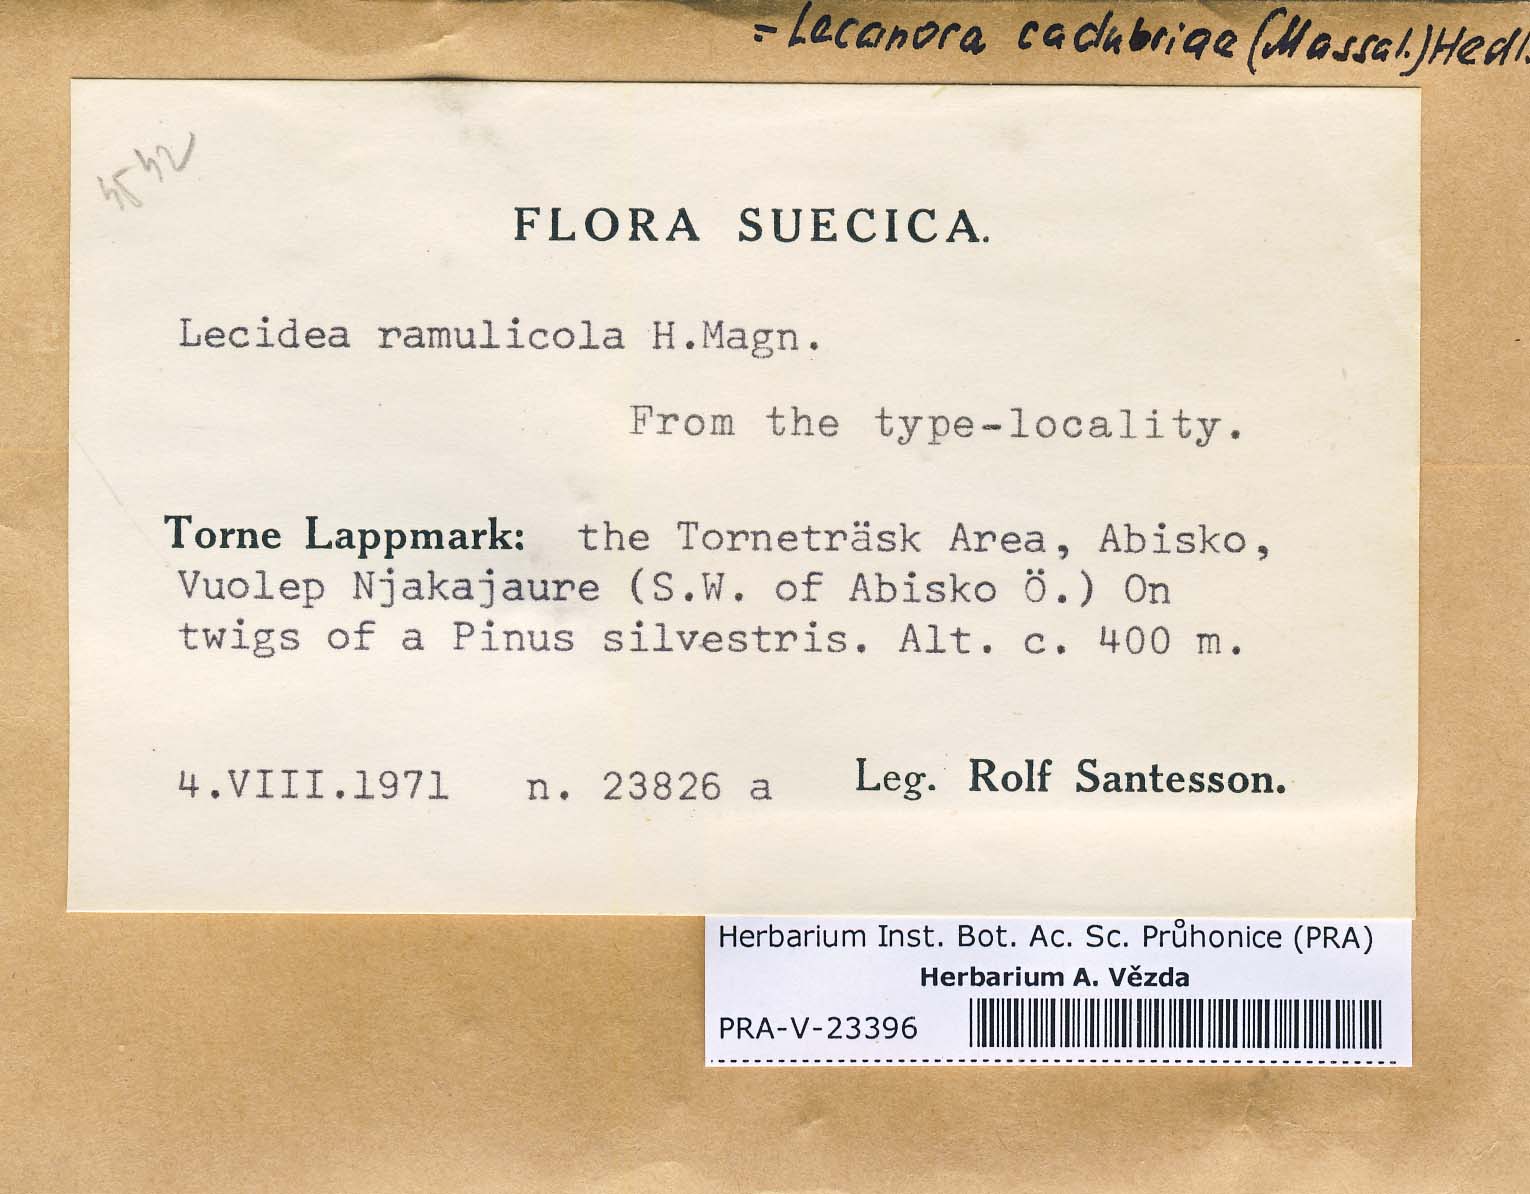 = Lecanora cadubriae (Massal.) Hedl.
FLORA SUECICA.
Lecidea ramulicola H.Magn.
From the type-locality.
Torne Lappmark: the Torneträsk Area, Abisko,
Vuolep Njakajaure (S.W. of Abisko Ö.) On
twigs of a Pinus silvestris. Alt. c. 400 m.
4.VIII.1971 n. 23826 a Leg. Rolf Santesson.
Herbarium Inst. Bot. Ac. Sc. Průhonice (PRA)
Herbarium A. Vězda
PRA-V-23396